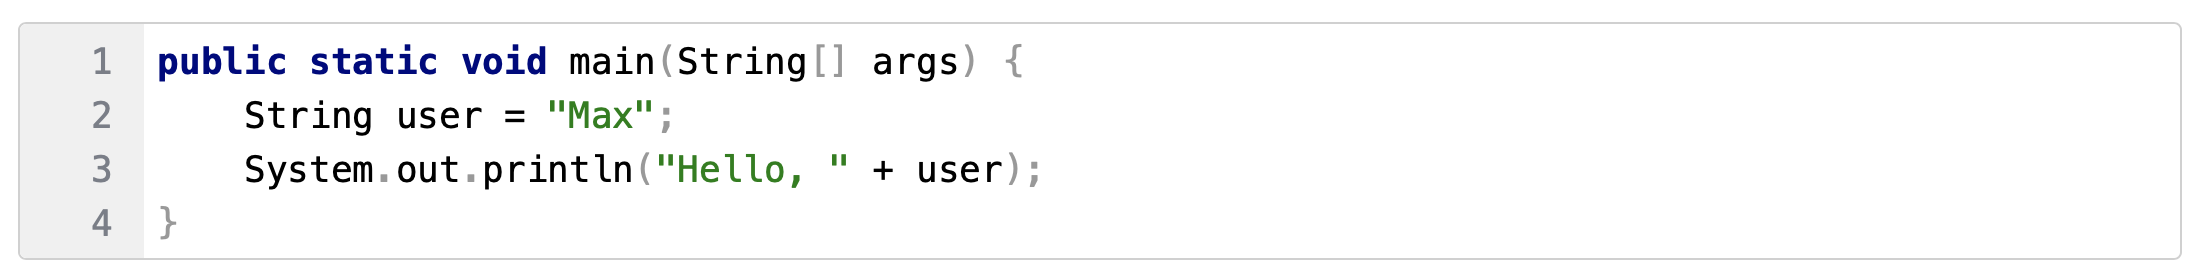 1 public static void main(String[] args) {
2     String user = "Max";
3     System.out.println("Hello, " + user);
4 }